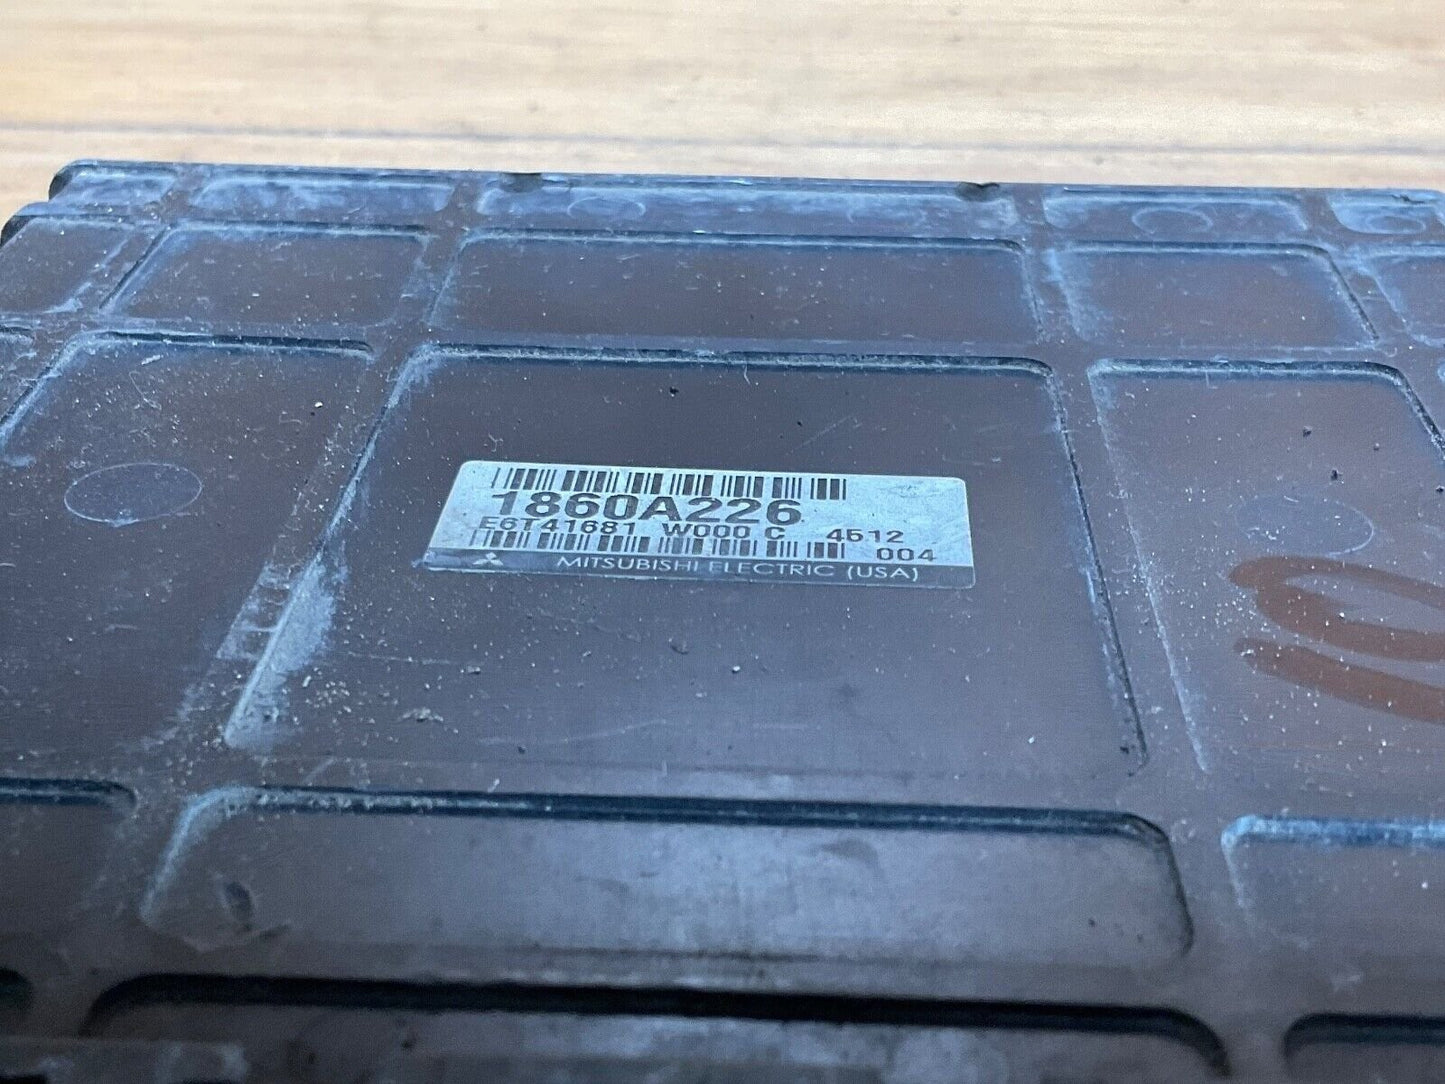 1860A226
E6T41681 W000 C 4512
004
MITSUBISHI ELECTRIC (USA)